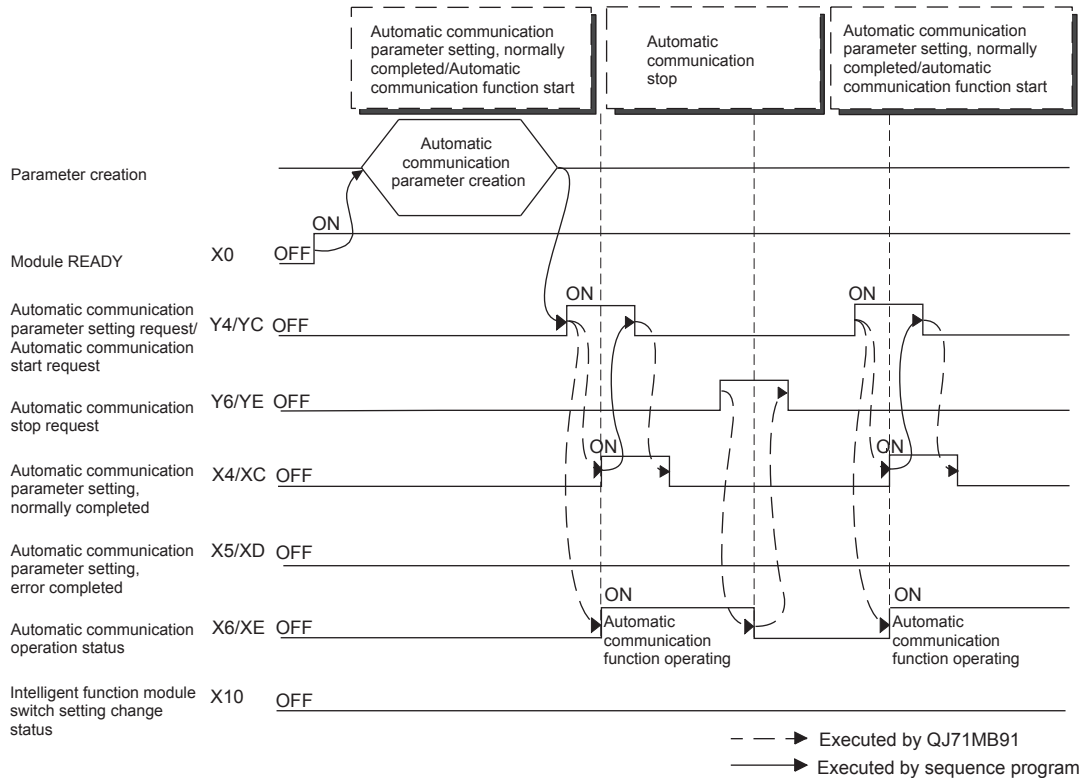 Automatic communication
parameter setting, normally
completed/Automatic
communication function start
Automatic
communication
stop
Automatic communication
parameter setting, normally
completed/automatic
communication function start
Parameter creation
Automatic
communication
parameter creation
Module READY X0 OFF ON
Automatic communication
parameter setting request/
Automatic communication
start request
Y4/YC OFF ON ON
Automatic communication
stop request
Y6/YE OFF
Automatic communication
parameter setting,
normally completed
X4/XC OFF ON ON
Automatic communication
parameter setting,
error completed
X5/XD OFF
Automatic communication
operation status
X6/XE OFF ON ON
Automatic
communication
function operating
Automatic
communication
function operating
Intelligent function module
switch setting change
status
X10 OFF
Executed by QJ71MB91
Executed by sequence program